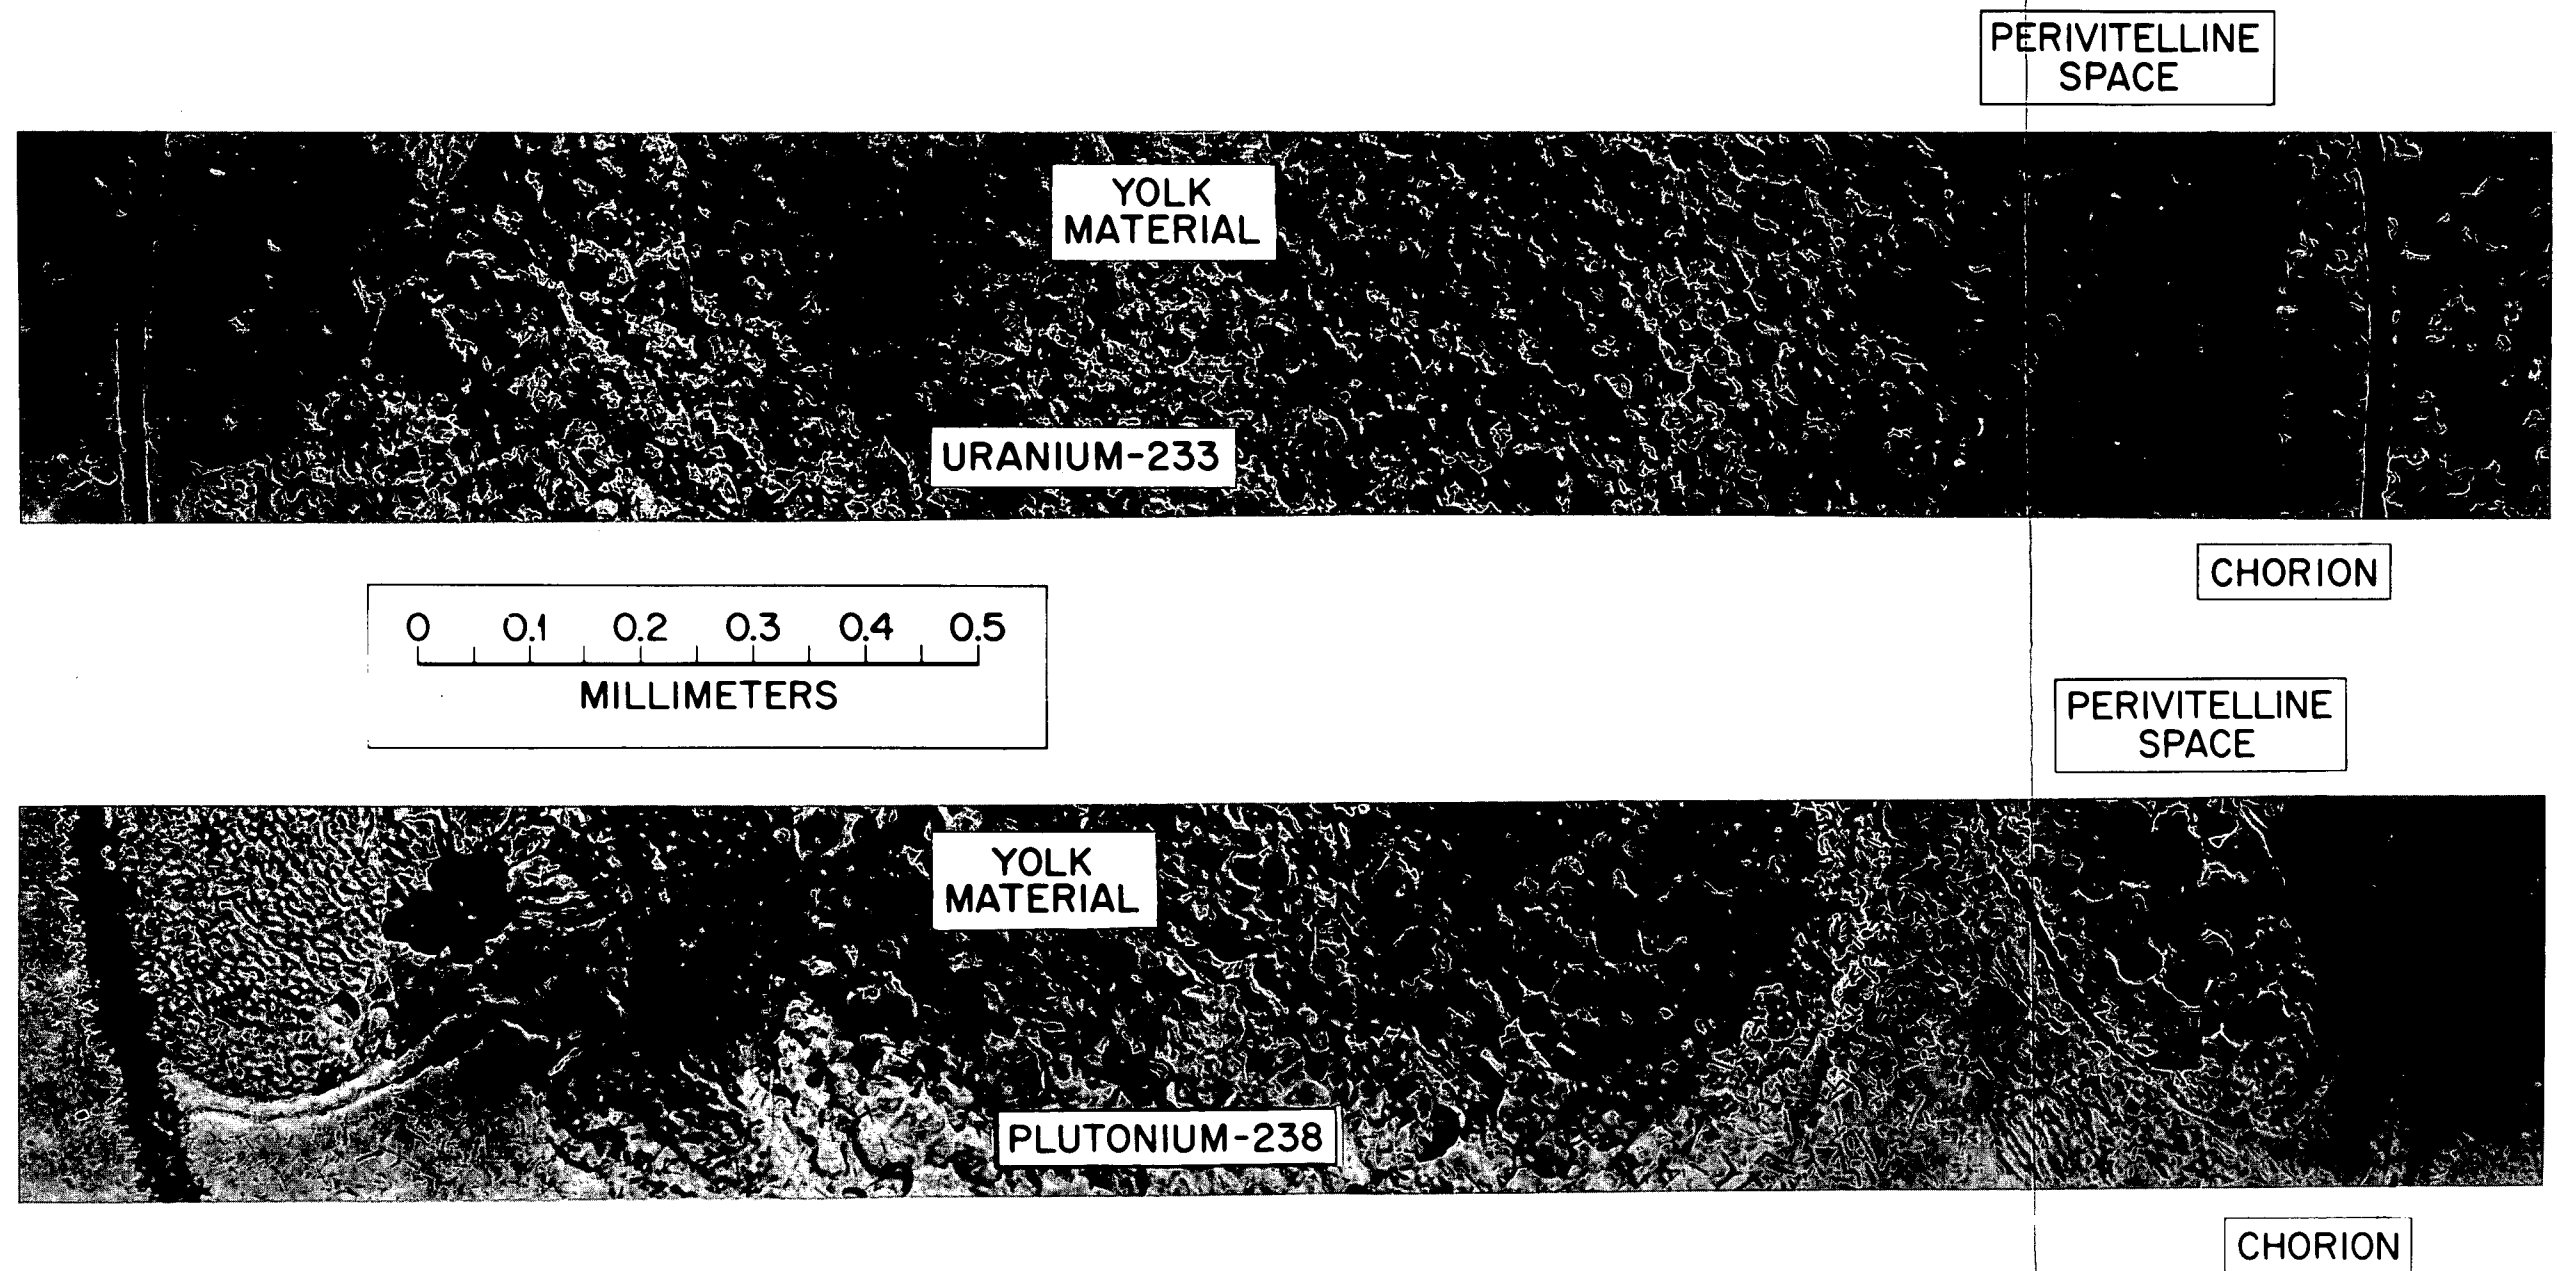 PERIVITELLINE
SPACE
YOLK
MATERIAL
URANIUM-233
CHORION
0 0.1 0.2 0.3 0.4 0.5
MILLIMETERS
PERIVITELLINE
SPACE
YOLK
MATERIAL
PLUTONIUM-238
CHORION